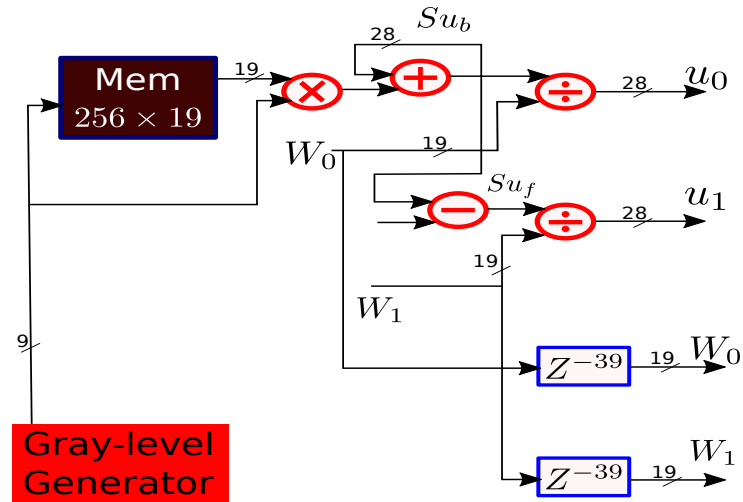 28
Su_b
Mem
256 × 19
19
×
+
÷
28
u_0
W_0
19
−
Su_f
÷
28
u_1
19
W_1
9
Z^{-39}
19
W_0
Gray-level
Generator
Z^{-39}
19
W_1